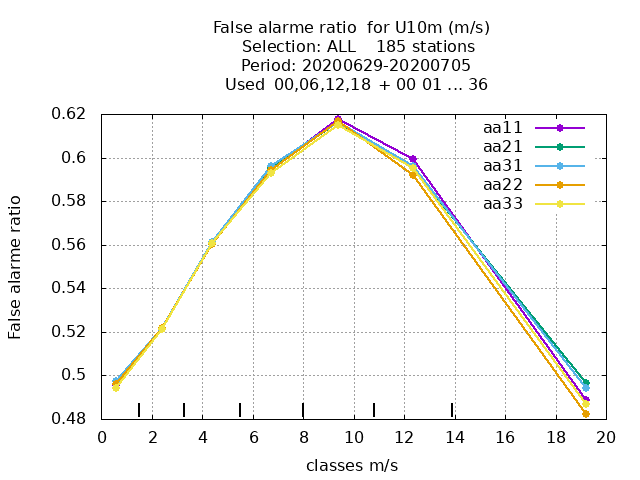 False alarme ratio  for U10m (m/s)
Selection: ALL    185 stations
Period: 20200629-20200705
Used  00,06,12,18 + 00 01 ... 36
0.62
0.6
0.58
0.56
0.54
0.52
0.5
0.48
False alarme ratio
aa11
aa21
aa31
aa22
aa33
0 2 4 6 8 10 12 14 16 18 20
classes m/s